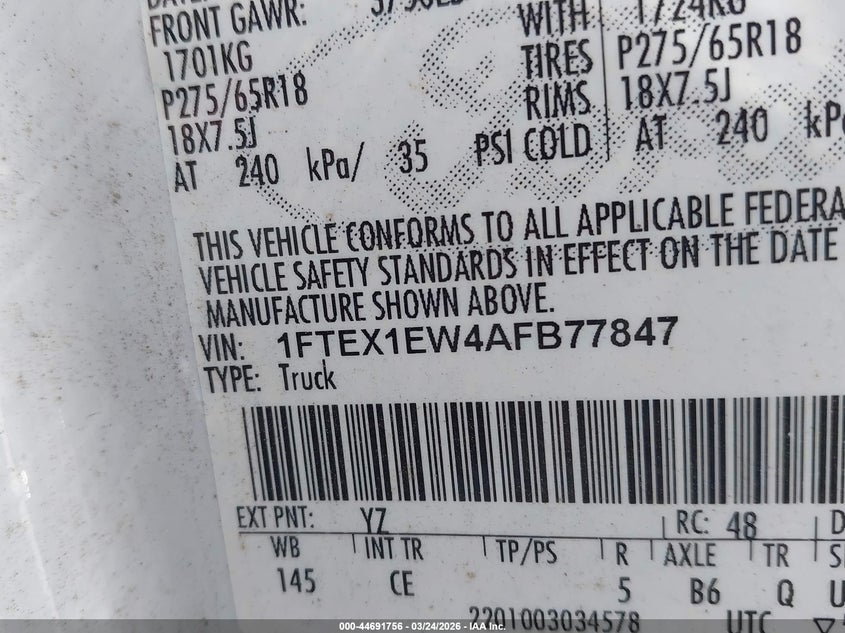 FRONT GAWR:
1701KG
P275/65R18
18X7.5J
AT 240 kPa/ 35 PSI COLD
WITH
TIRES
RIMS
1724KG
P275/65R18
18X7.5J
AT 240
THIS VEHICLE CONFORMS TO ALL APPLICABLE
VEHICLE SAFETY STANDARDS IN EFFECT ON THE DATE
MANUFACTURE SHOWN ABOVE.
VIN: 1FTEX1EW4AFB77847
TYPE: Truck
EXT PNT: YZ RC: 48
WB INT TR TP/PS R AXLE TR
145 CE 5 B6 Q
2201003034578 UTC
000-44691756 - 03/24/2026 - IAA Inc.